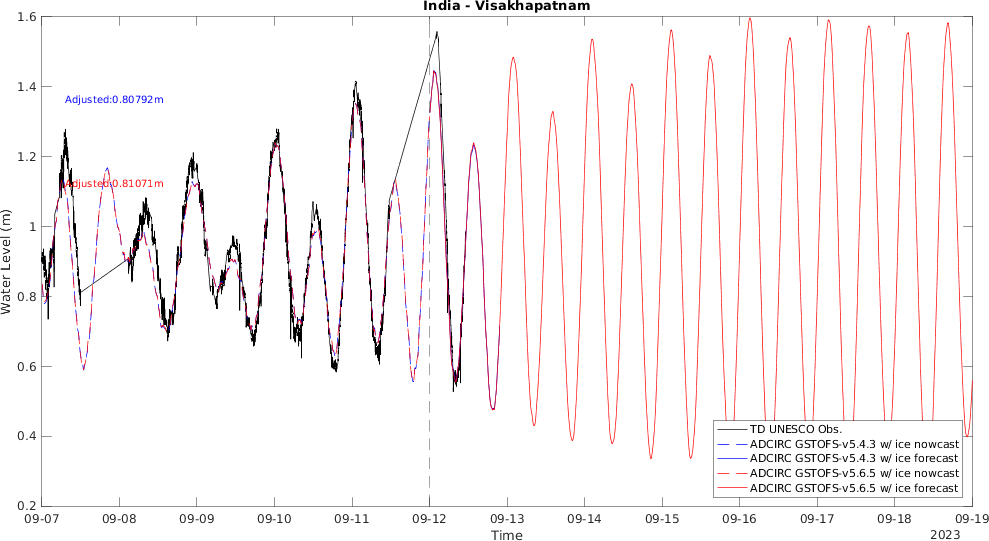 India - Visakhapatnam
Water Level (m)
1.6
1.4
1.2
1
0.8
0.6
0.4
0.2
Adjusted:0.80792m
Adjusted:0.81071m
TD UNESCO Obs.
ADCIRC GSTOFS-v5.4.3 w/ ice nowcast
ADCIRC GSTOFS-v5.4.3 w/ ice forecast
ADCIRC GSTOFS-v5.6.5 w/ ice nowcast
ADCIRC GSTOFS-v5.6.5 w/ ice forecast
09-07 09-08 09-09 09-10 09-11 09-12 09-13 09-14 09-15 09-16 09-17 09-18 09-19
Time
2023